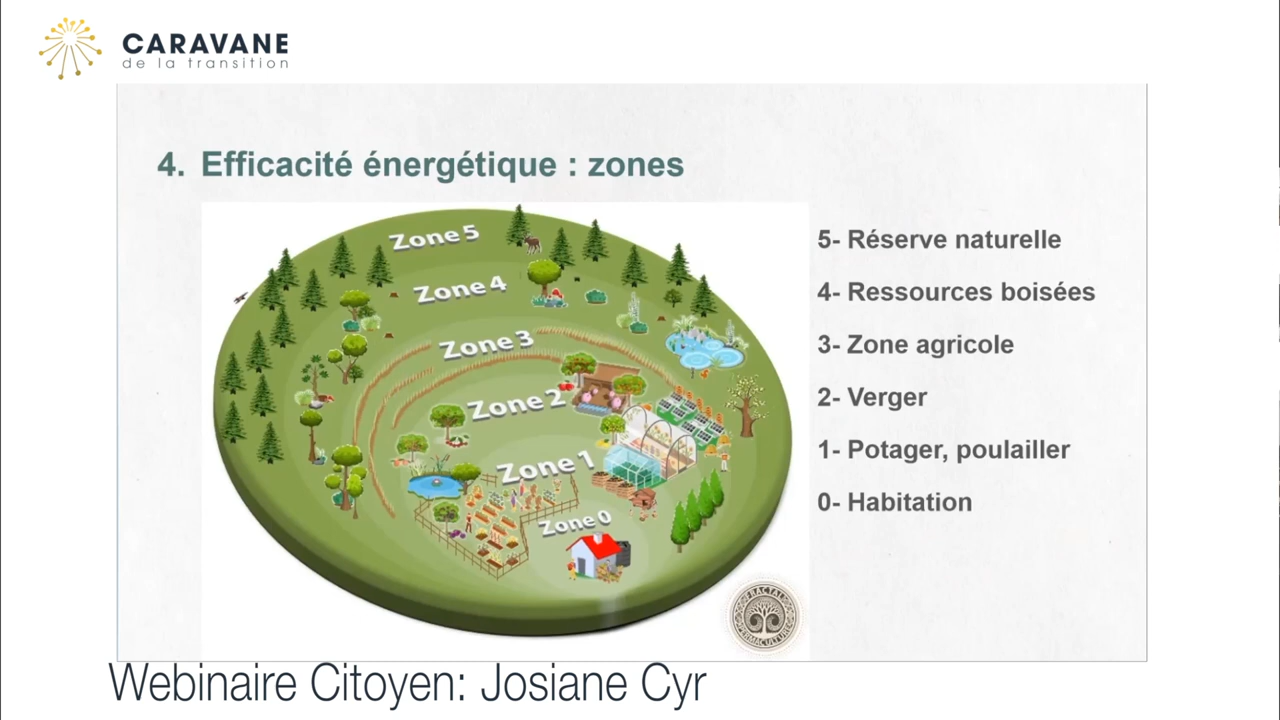 CARAVANE
de la transition
4. Efficacité énergétique : zones
Zone 5
Zone 4
Zone 3
Zone 2
Zone 1
Zone 0
5- Réserve naturelle
4- Ressources boisées
3- Zone agricole
2- Verger
1- Potager, poulailler
0- Habitation
FRACTAL
PERMACULTURE
Webinaire Citoyen: Josiane Cyr